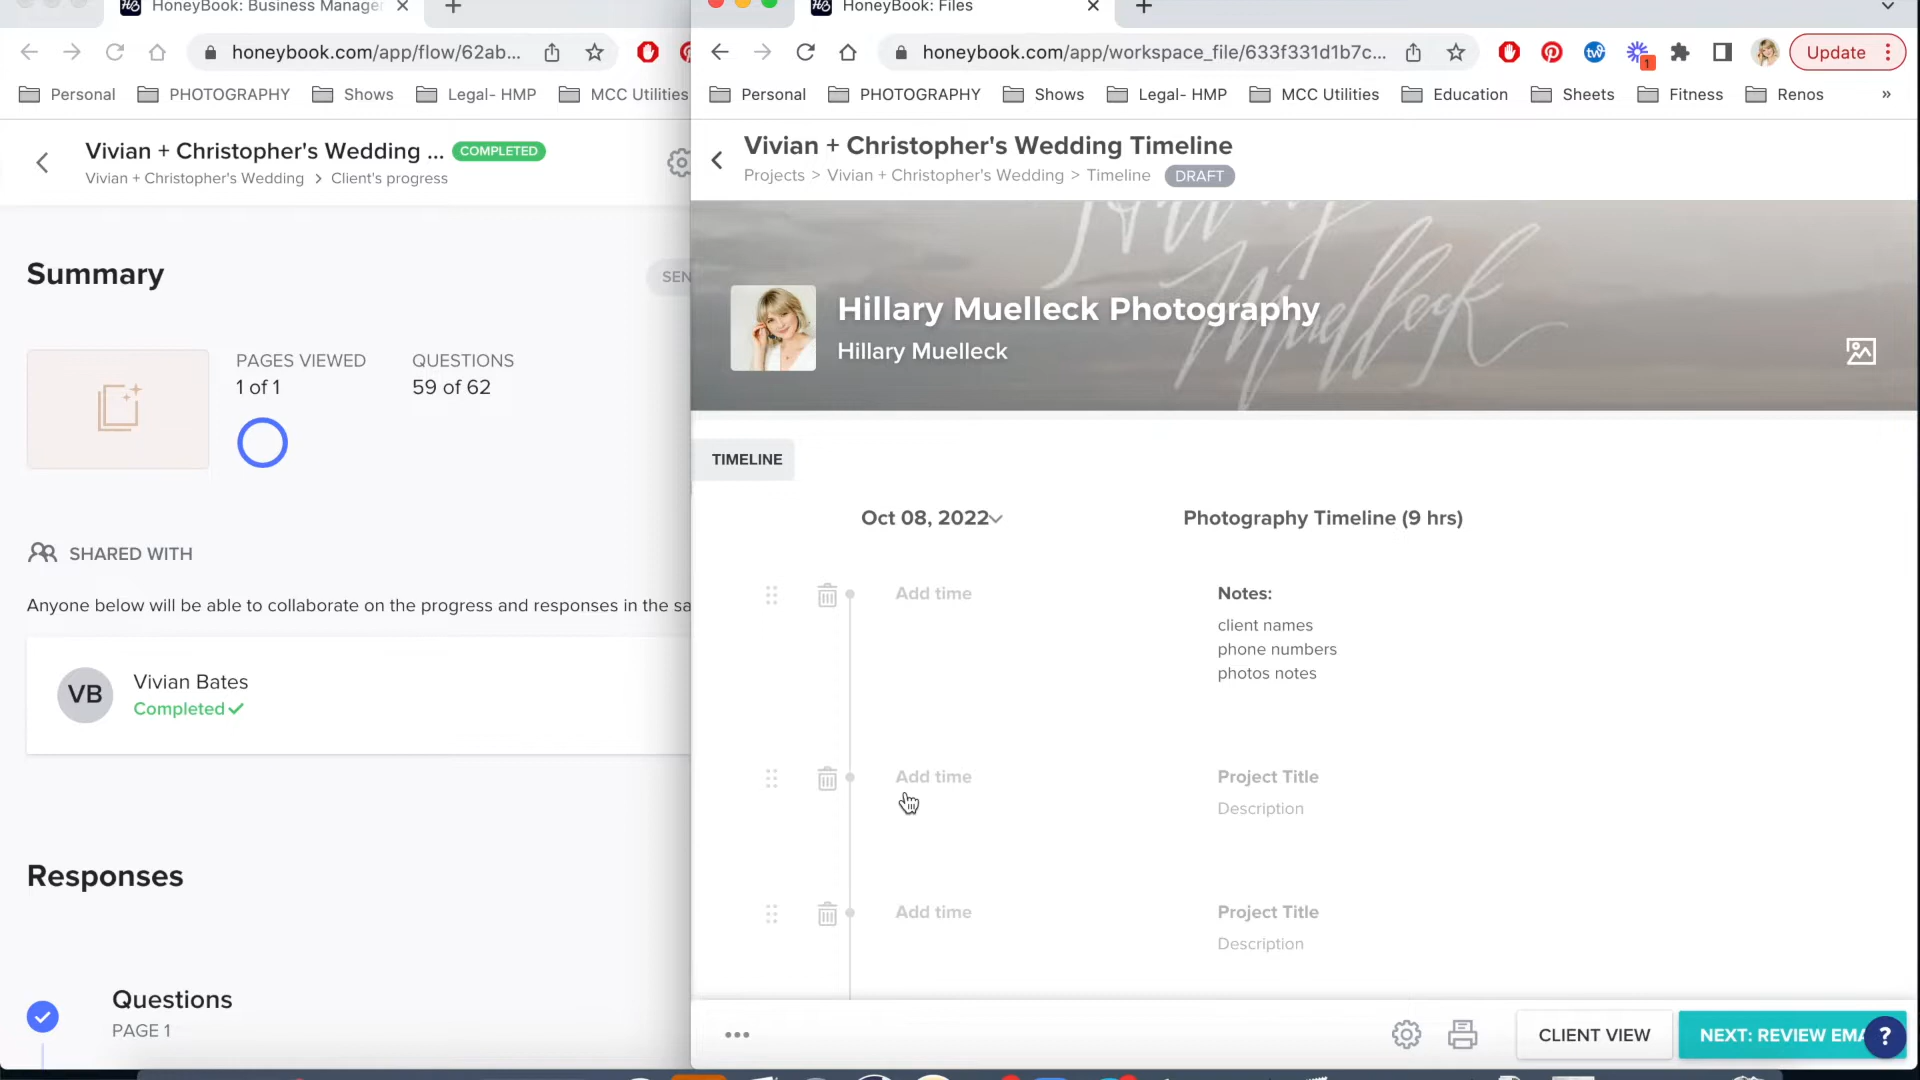 HoneyBook: Business Manager
honeybook.com/app/flow/62ab...
Personal PHOTOGRAPHY Shows Legal- HMP MCC Utilities
Vivian + Christopher's Wedding ... COMPLETED
Vivian + Christopher's Wedding > Client's progress
Summary
SEN
PAGES VIEWED
1 of 1
QUESTIONS
59 of 62
SHARED WITH
Anyone below will be able to collaborate on the progress and responses in the sa
VB
Vivian Bates
Completed
Responses
Questions
PAGE 1
HoneyBook: Files
honeybook.com/app/workspace_file/633f331d1b7c...
1
Update
Personal PHOTOGRAPHY Shows Legal- HMP MCC Utilities Education Sheets Fitness Renos »
Vivian + Christopher's Wedding Timeline
Projects > Vivian + Christopher's Wedding > Timeline DRAFT
Muelleck
Hillary Muelleck Photography
Hillary Muelleck
TIMELINE
Oct 08, 2022
Photography Timeline (9 hrs)
Add time
Notes:
client names
phone numbers
photos notes
Add time
Project Title
Description
Add time
Project Title
Description
CLIENT VIEW
NEXT: REVIEW EMA
?